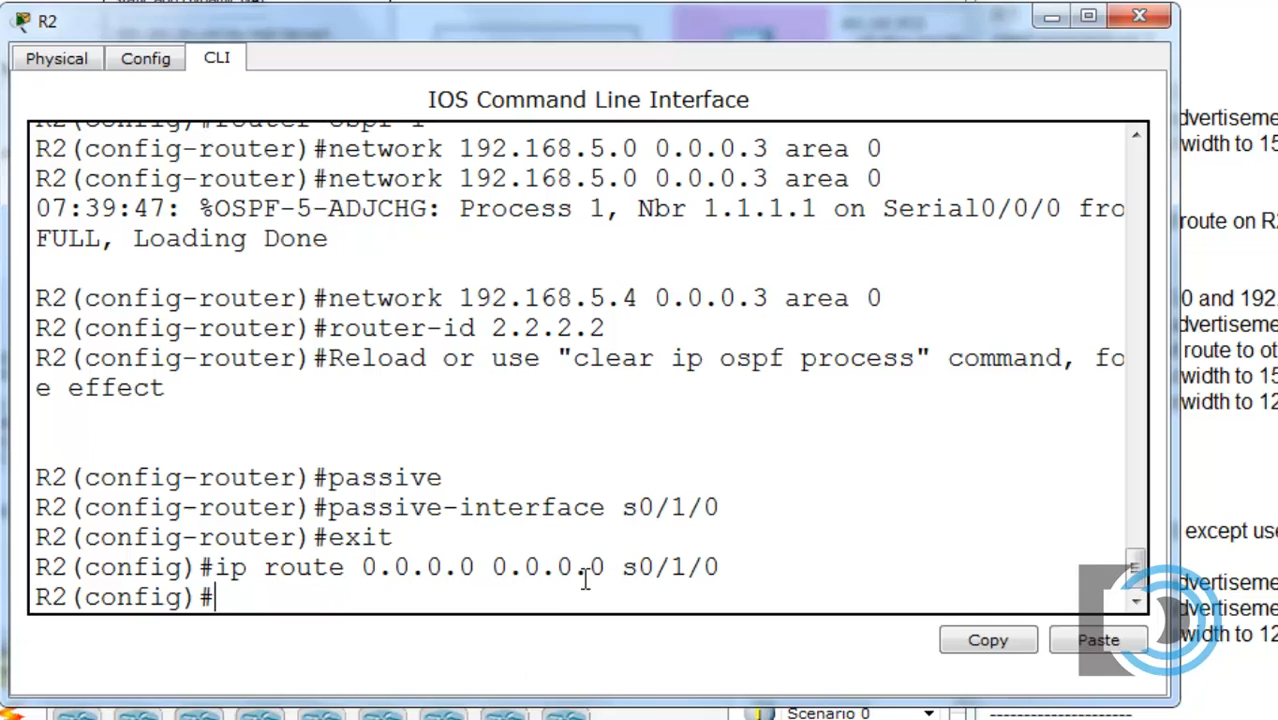 R2
Physical
Config
CLI
IOS Command Line Interface
R2(config)#router ospf 1
R2(config-router)#network 192.168.5.0 0.0.0.3 area 0
R2(config-router)#network 192.168.5.0 0.0.0.3 area 0
07:39:47: %OSPF-5-ADJCHG: Process 1, Nbr 1.1.1.1 on Serial0/0/0 fro
FULL, Loading Done
R2(config-router)#network 192.168.5.4 0.0.0.3 area 0
R2(config-router)#router-id 2.2.2.2
R2(config-router)#Reload or use "clear ip ospf process" command, fo
e effect
R2(config-router)#passive
R2(config-router)#passive-interface s0/1/0
R2(config-router)#exit
R2(config)#ip route 0.0.0.0 0.0.0.0 s0/1/0
R2(config)#
Copy
Paste
dvertiseme
width to 15
route on R2
0 and 192.
dvertiseme
route to ot
width to 15
width to 12
except use
dvertiseme
dvertiseme
width to 12
Scenario 0